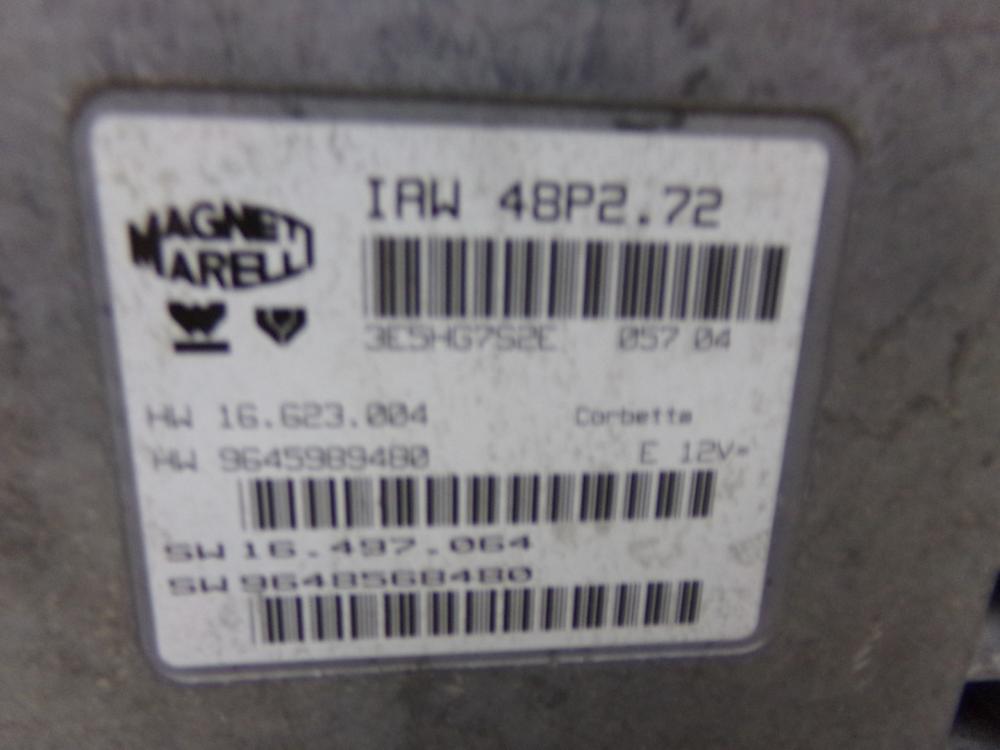 MAGNETI
MARELLI
IAW 48P2.72
3E5HG7S2E 057 04
HW 16.623.004 Corbetta
HW 9645989480 E 12V=
SW 16.497.064
SW 9648568480